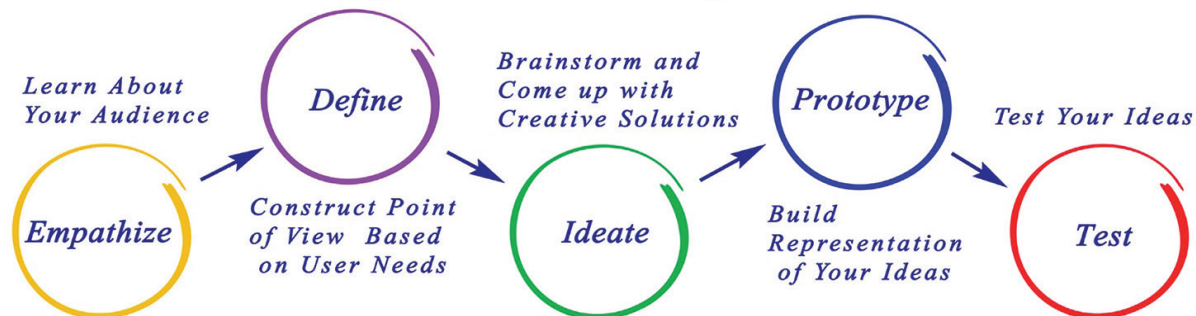 Learn About
Your Audience
Empathize
Define
Construct Point
of View Based
on User Needs
Brainstorm and
Come up with
Creative Solutions
Ideate
Prototype
Build
Representation
of Your Ideas
Test Your Ideas
Test